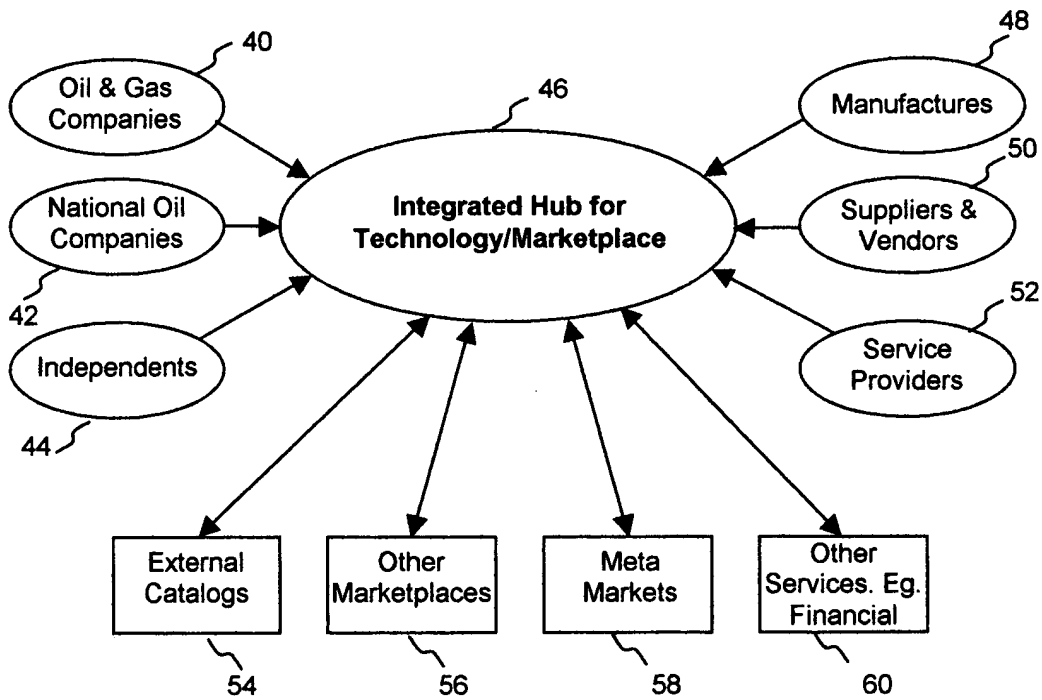 40
Oil & Gas
Companies
46
48
Manufactures
National Oil
Companies
42
Integrated Hub for
Technology/Marketplace
50
Suppliers &
Vendors
Independents
44
52
Service
Providers
External
Catalogs
54
Other
Marketplaces
56
Meta
Markets
58
Other
Services. Eg.
Financial
60